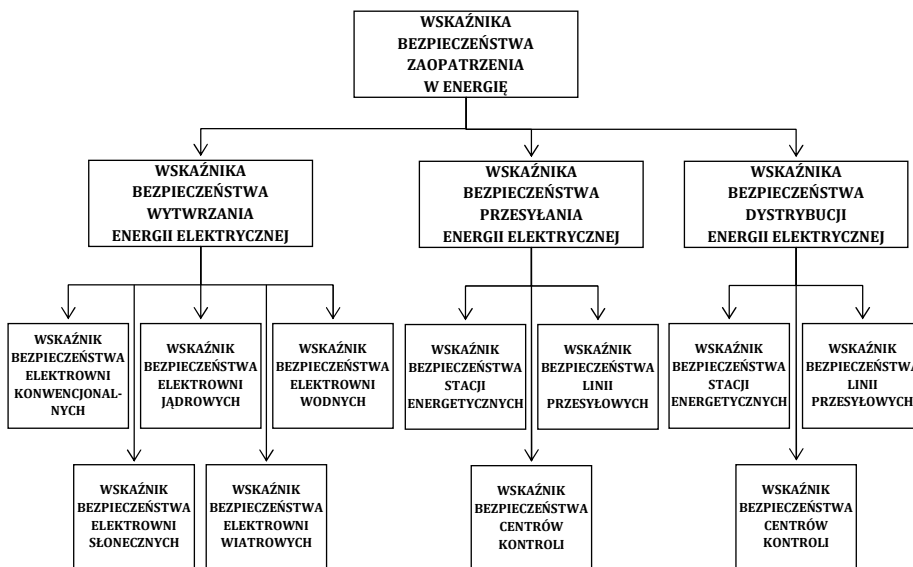 WSKAŹNIKA
BEZPIECZEŃSTWA
ZAOPATRZENIA
W ENERGIĘ
WSKAŹNIKA
BEZPIECZEŃSTWA
WYTWRZANIA
ENERGII ELEKTRYCZNEJ
WSKAŹNIKA
BEZPIECZEŃSTWA
PRZESYŁANIA
ENERGII ELEKTRYCZNEJ
WSKAŹNIKA
BEZPIECZEŃSTWA
DYSTRYBUCJI
ENERGII ELEKTRYCZNEJ
WSKAŹNIK
BEZPIECZEŃSTWA
ELEKTROWNI
KONWENCJONAL-
NYCH
WSKAŹNIK
BEZPIECZEŃSTWA
ELEKTROWNI
JĄDROWYCH
WSKAŹNIK
BEZPIECZEŃSTWA
ELEKTROWNI
WODNYCH
WSKAŹNIK
BEZPIECZEŃSTWA
STACJI
ENERGETYCZNYCH
WSKAŹNIK
BEZPIECZEŃSTWA
LINII
PRZESYŁOWYCH
WSKAŹNIK
BEZPIECZEŃSTWA
STACJI
ENERGETYCZNYCH
WSKAŹNIK
BEZPIECZEŃSTWA
LINII
PRZESYŁOWYCH
WSKAŹNIK
BEZPIECZEŃSTWA
ELEKTROWNI
SŁONECZNYCH
WSKAŹNIK
BEZPIECZEŃSTWA
ELEKTROWNI
WIATROWYCH
WSKAŹNIK
BEZPIECZEŃSTWA
CENTRÓW
KONTROLI
WSKAŹNIK
BEZPIECZEŃSTWA
CENTRÓW
KONTROLI